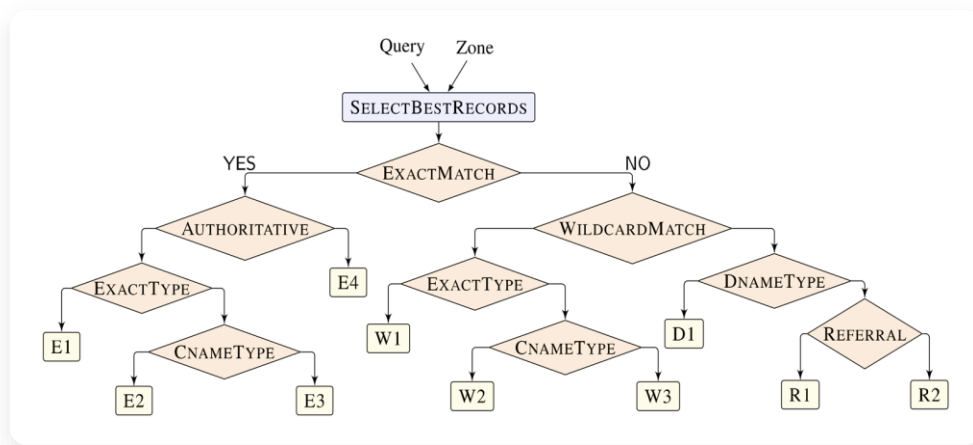 Query Zone
SELECTBESTRECORDS
YES EXACTMATCH NO
AUTHORITATIVE WILDCARDMATCH
EXACTTYPE E4 EXACTTYPE DNAMETYPE
E1 CNAMETYPE W1 CNAMETYPE D1 REFERRAL
E2 E3 W2 W3 R1 R2